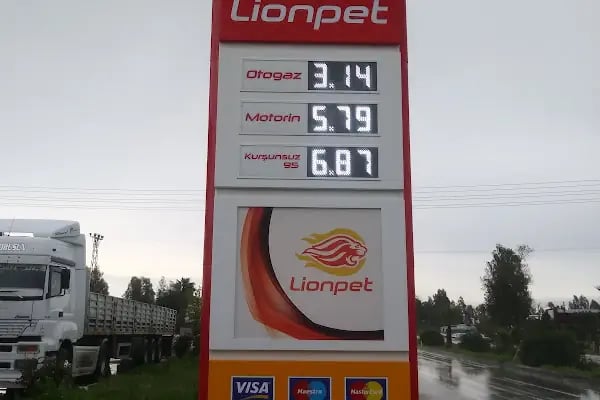 Lionpet
Otogaz 3.14
Motorin 5.79
Kurşunsuz 6.87
95
Lionpet
VISA Maestro MasterCard